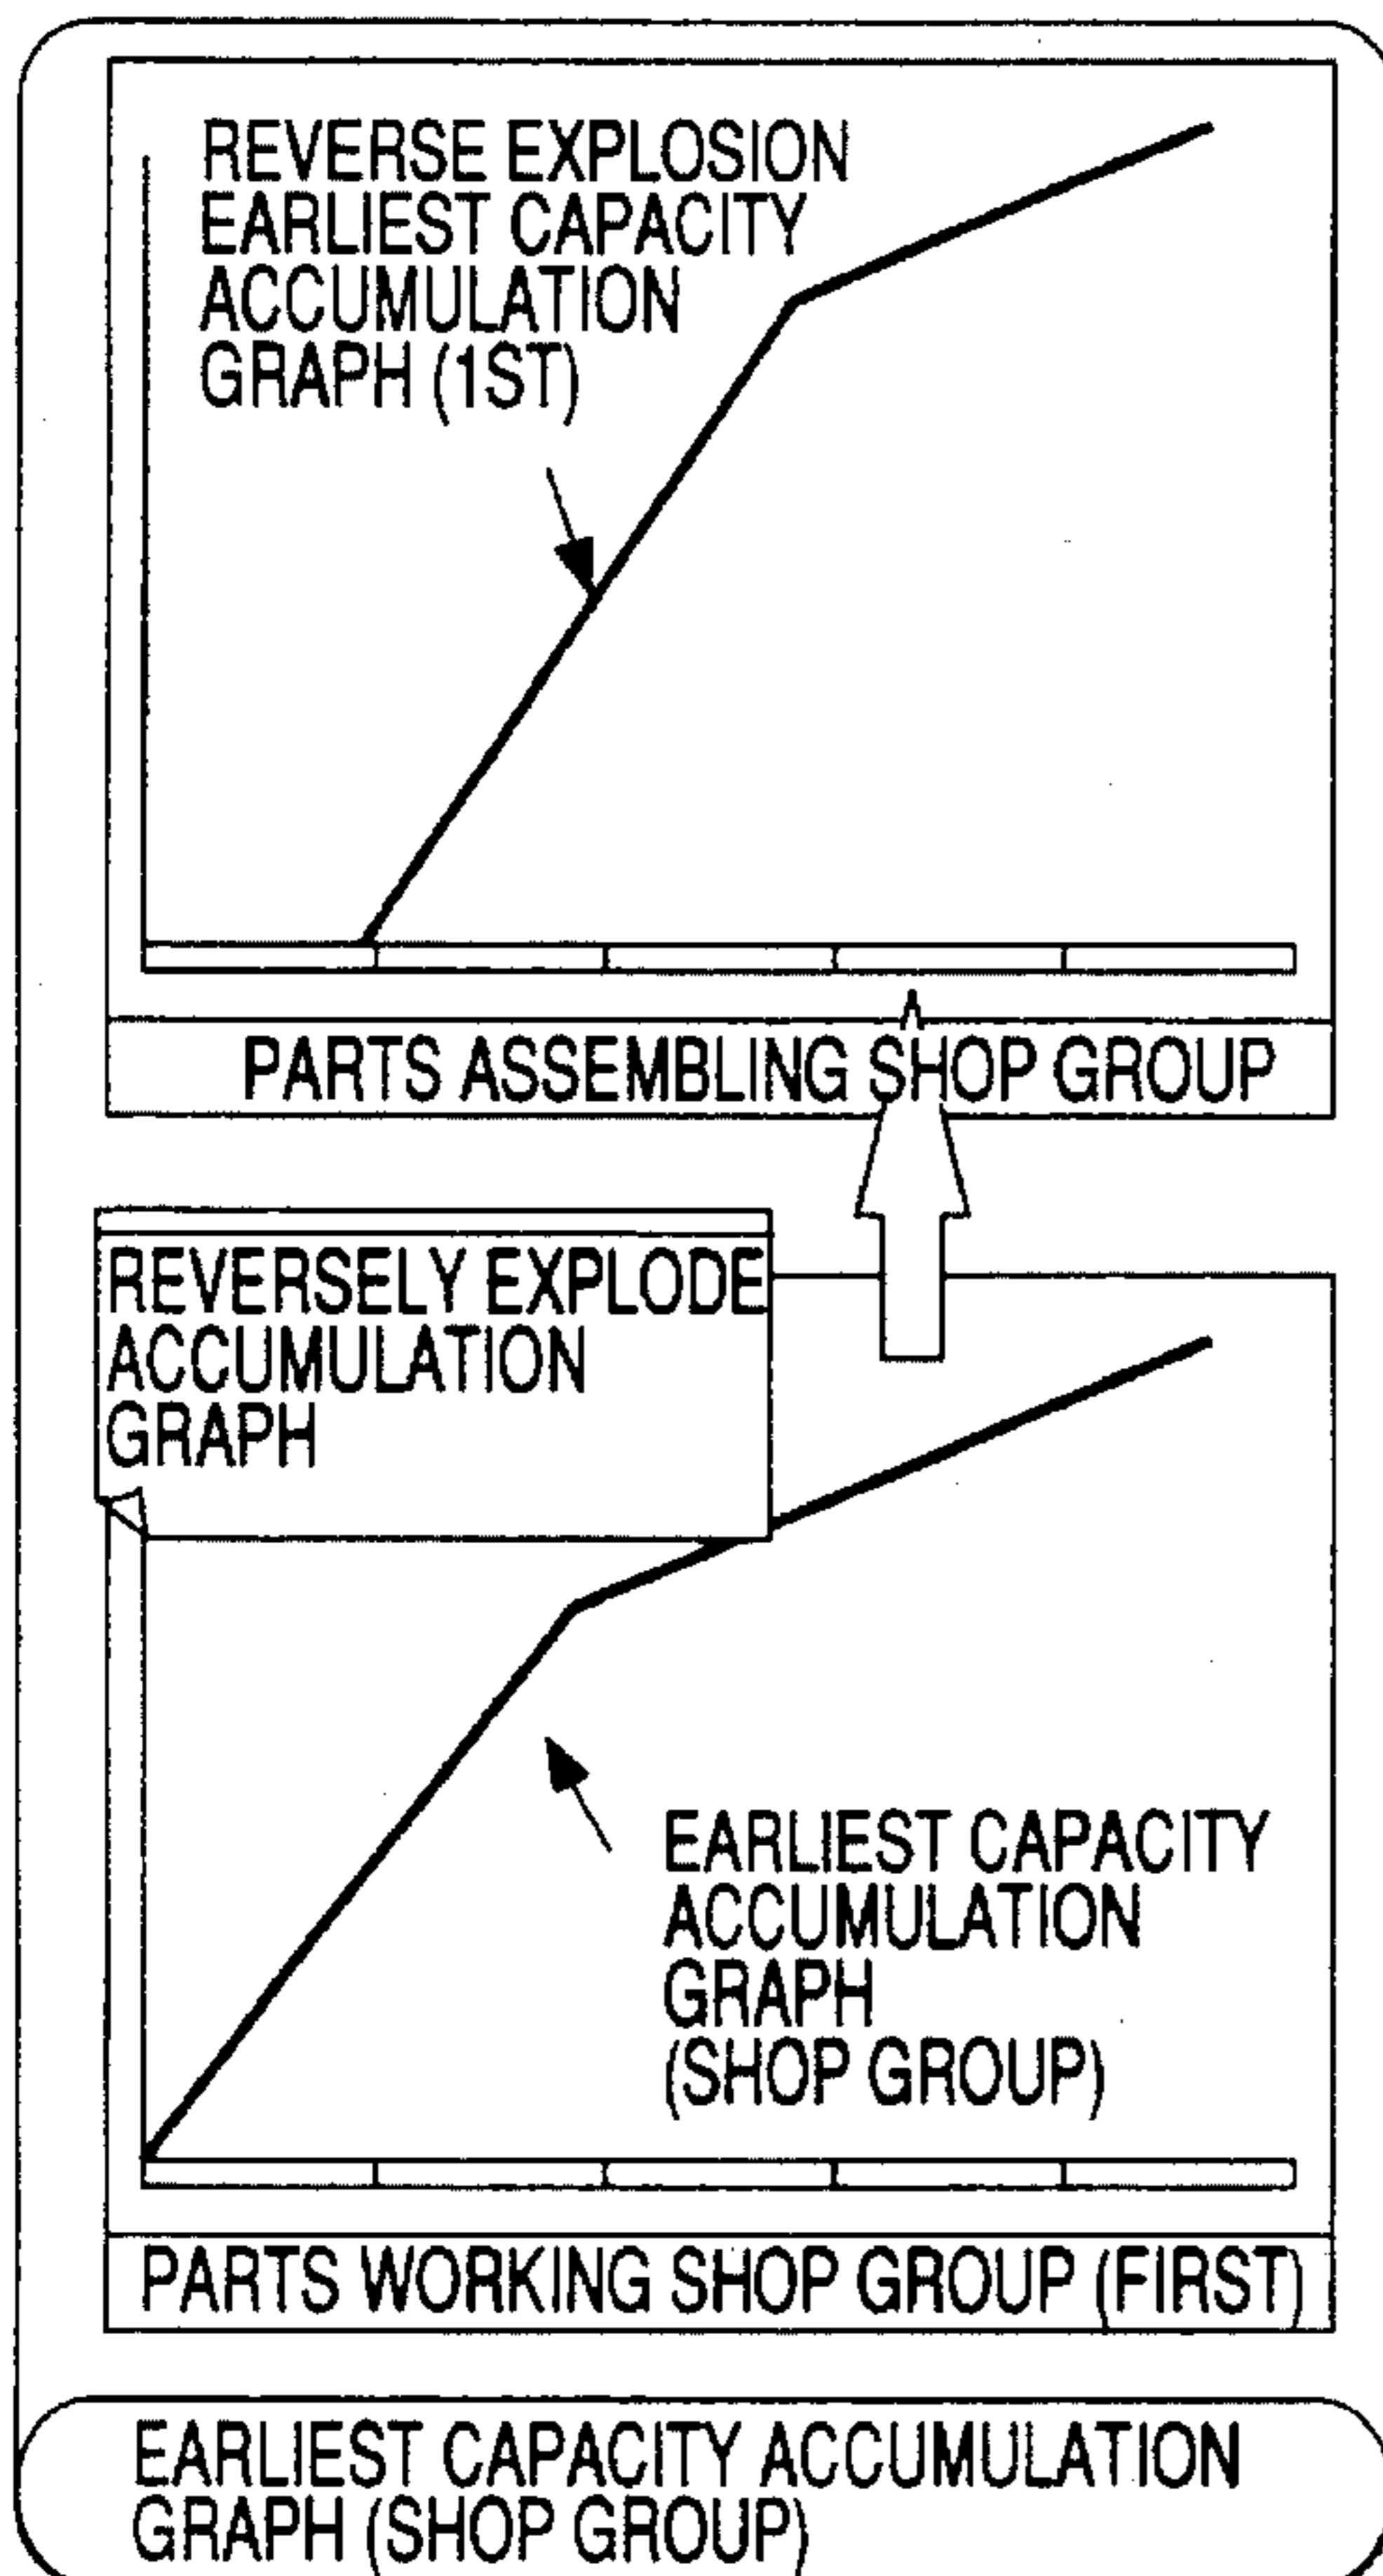 REVERSE EXPLOSION
EARLIEST CAPACITY
ACCUMULATION
GRAPH (1ST)
PARTS ASSEMBLING SHOP GROUP
REVERSELY EXPLODE
ACCUMULATION
GRAPH
EARLIEST CAPACITY
ACCUMULATION
GRAPH
(SHOP GROUP)
PARTS WORKING SHOP GROUP (FIRST)
EARLIEST CAPACITY ACCUMULATION
GRAPH (SHOP GROUP)